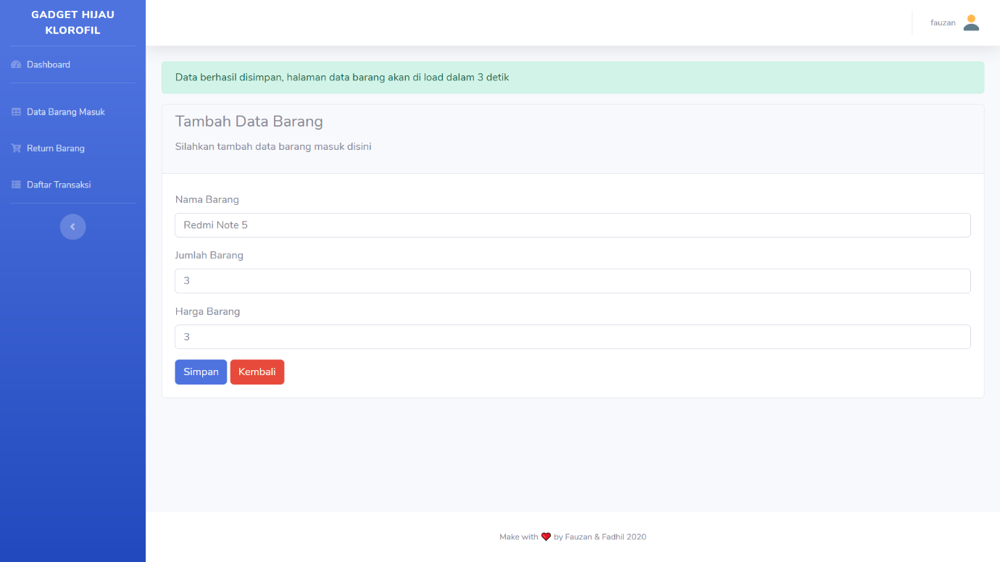 GADGET HIJAU
KLOROFIL
Dashboard
Data Barang Masuk
Return Barang
Daftar Transaksi
fauzan
Data berhasil disimpan, halaman data barang akan di load dalam 3 detik
Tambah Data Barang
Silahkan tambah data barang masuk disini
Nama Barang
Redmi Note 5
Jumlah Barang
3
Harga Barang
3
Simpan Kembali
Make with ❤ by Fauzan & Fadhil 2020